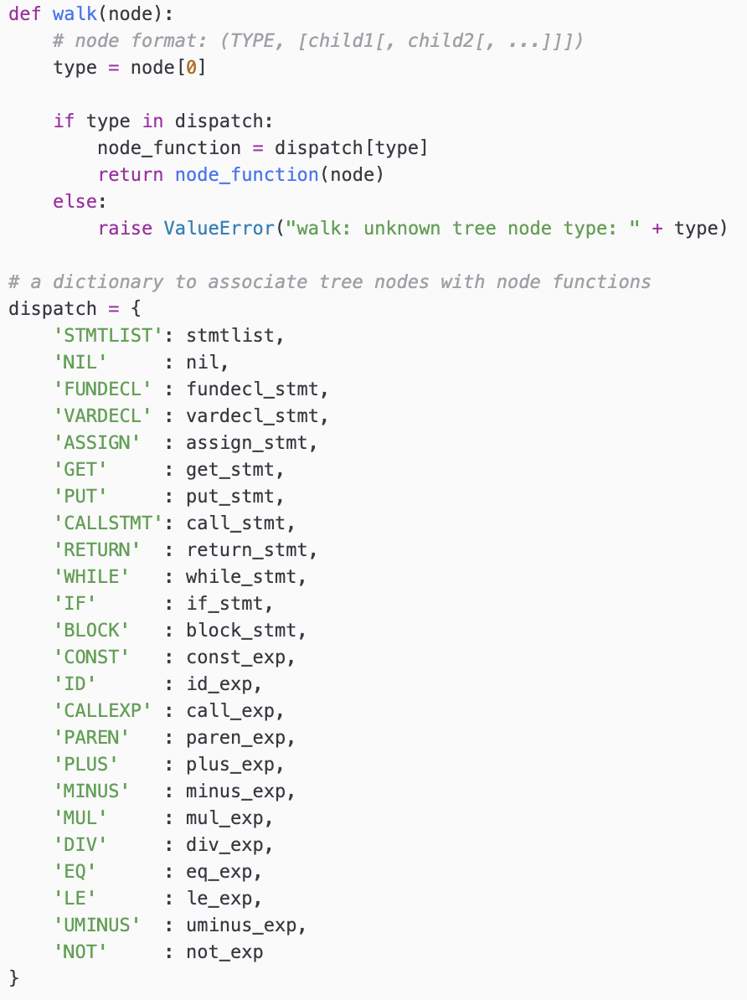 def walk(node):
    # node format: (TYPE, [child1[, child2[, ...]]])
    type = node[0]

    if type in dispatch:
        node_function = dispatch[type]
        return node_function(node)
    else:
        raise ValueError("walk: unknown tree node type: " + type)

# a dictionary to associate tree nodes with node functions
dispatch = {
    'STMTLIST': stmtlist,
    'NIL'     : nil,
    'FUNDECL' : fundecl_stmt,
    'VARDECL' : vardecl_stmt,
    'ASSIGN'  : assign_stmt,
    'GET'     : get_stmt,
    'PUT'     : put_stmt,
    'CALLSTMT': call_stmt,
    'RETURN'  : return_stmt,
    'WHILE'   : while_stmt,
    'IF'      : if_stmt,
    'BLOCK'   : block_stmt,
    'CONST'   : const_exp,
    'ID'      : id_exp,
    'CALLEXP' : call_exp,
    'PAREN'   : paren_exp,
    'PLUS'    : plus_exp,
    'MINUS'   : minus_exp,
    'MUL'     : mul_exp,
    'DIV'     : div_exp,
    'EQ'      : eq_exp,
    'LE'      : le_exp,
    'UMINUS'  : uminus_exp,
    'NOT'     : not_exp
}